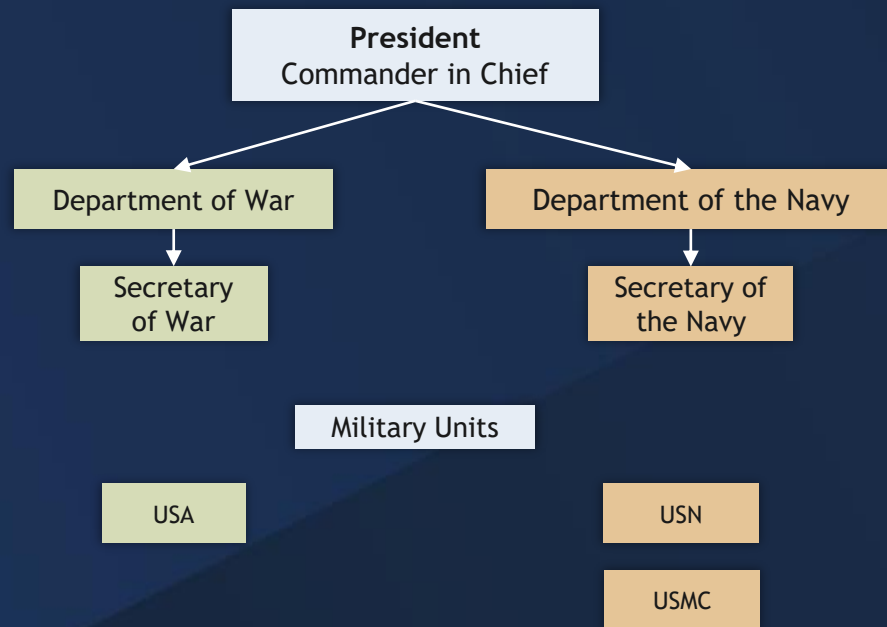 President
Commander in Chief
Department of War
Department of the Navy
Secretary
of War
Secretary of
the Navy
Military Units
USA
USN
USMC